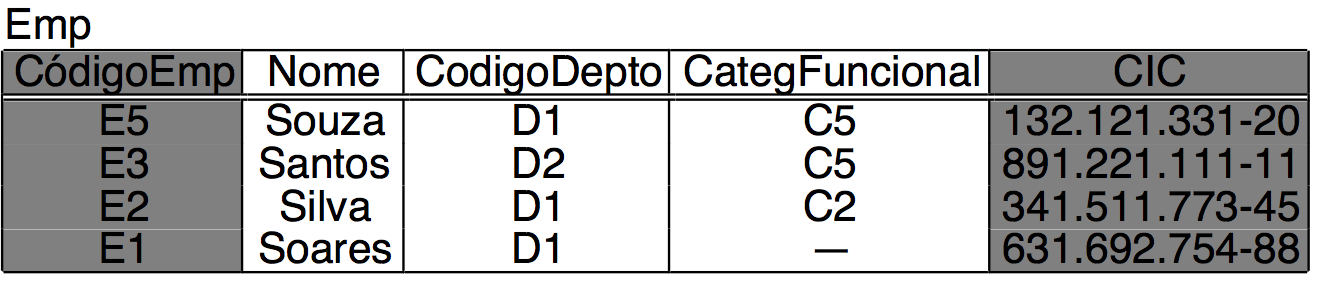 Emp
CódigoEmp Nome CodigoDepto CategFuncional CIC
E5 Souza D1 C5 132.121.331-20
E3 Santos D2 C5 891.221.111-11
E2 Silva D1 C2 341.511.773-45
E1 Soares D1 — 631.692.754-88